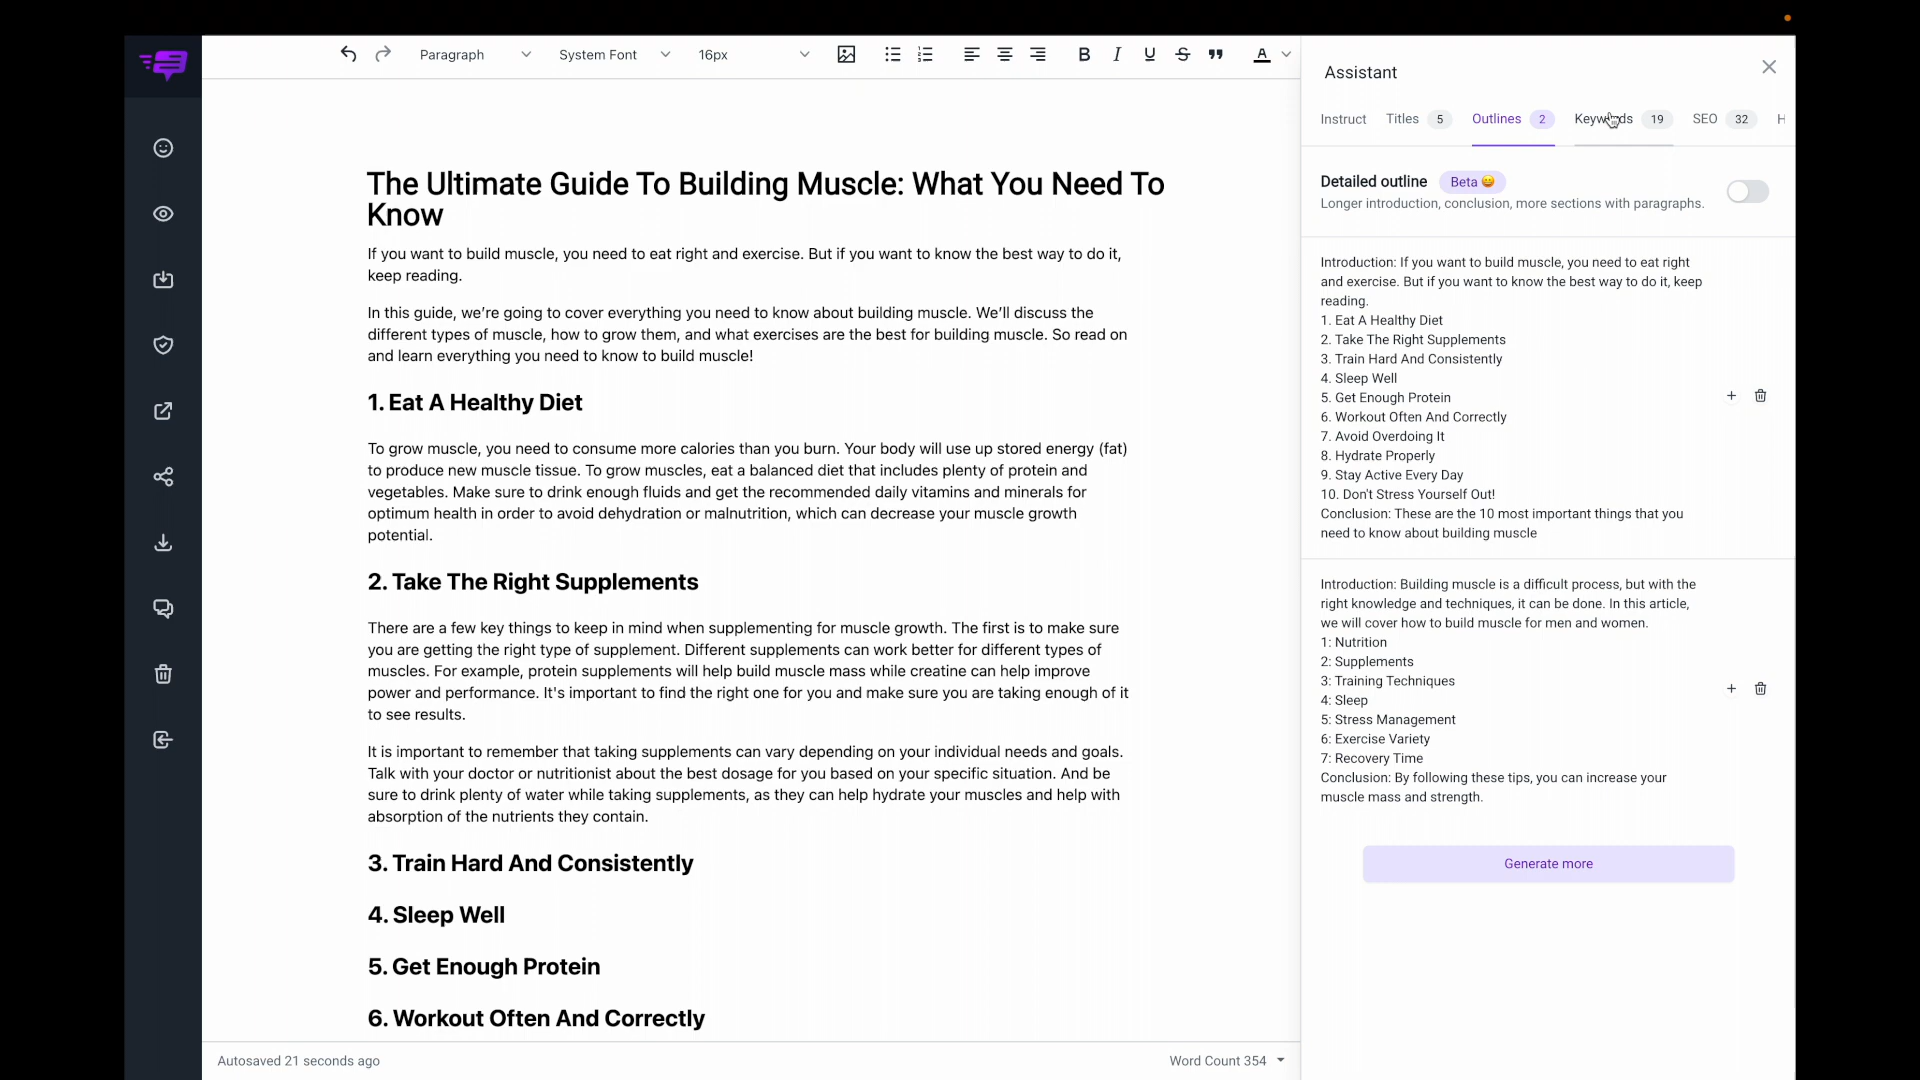 Paragraph
System Font
16px
B I U S A
The Ultimate Guide To Building Muscle: What You Need To
Know
If you want to build muscle, you need to eat right and exercise. But if you want to know the best way to do it,
keep reading.
In this guide, we're going to cover everything you need to know about building muscle. We'll discuss the
different types of muscle, how to grow them, and what exercises are the best for building muscle. So read on
and learn everything you need to know to build muscle!
1. Eat A Healthy Diet
To grow muscle, you need to consume more calories than you burn. Your body will use up stored energy (fat)
to produce new muscle tissue. To grow muscles, eat a balanced diet that includes plenty of protein and
vegetables. Make sure to drink enough fluids and get the recommended daily vitamins and minerals for
optimum health in order to avoid dehydration or malnutrition, which can decrease your muscle growth
potential.
2. Take The Right Supplements
There are a few key things to keep in mind when supplementing for muscle growth. The first is to make sure
you are getting the right type of supplement. Different supplements can work better for different types of
muscles. For example, protein supplements will help build muscle mass while creatine can help improve
power and performance. It's important to find the right one for you and make sure you are taking enough of it
to see results.
It is important to remember that taking supplements can vary depending on your individual needs and goals.
Talk with your doctor or nutritionist about the best dosage for you based on your specific situation. And be
sure to drink plenty of water while taking supplements, as they can help hydrate your muscles and help with
absorption of the nutrients they contain.
3. Train Hard And Consistently
4. Sleep Well
5. Get Enough Protein
6. Workout Often And Correctly
Autosaved 21 seconds ago
Word Count 354
Assistant
Instruct Titles 5 Outlines 2 Keywords 19 SEO 32 H
Detailed outline Beta 😄
Longer introduction, conclusion, more sections with paragraphs.
Introduction: If you want to build muscle, you need to eat right
and exercise. But if you want to know the best way to do it, keep
reading.
1. Eat A Healthy Diet
2. Take The Right Supplements
3. Train Hard And Consistently
4. Sleep Well
5. Get Enough Protein
6. Workout Often And Correctly
7. Avoid Overdoing It
8. Hydrate Properly
9. Stay Active Every Day
10. Don't Stress Yourself Out!
Conclusion: These are the 10 most important things that you
need to know about building muscle
Introduction: Building muscle is a difficult process, but with the
right knowledge and techniques, it can be done. In this article,
we will cover how to build muscle for men and women.
1: Nutrition
2: Supplements
3: Training Techniques
4: Sleep
5: Stress Management
6: Exercise Variety
7: Recovery Time
Conclusion: By following these tips, you can increase your
muscle mass and strength.
Generate more